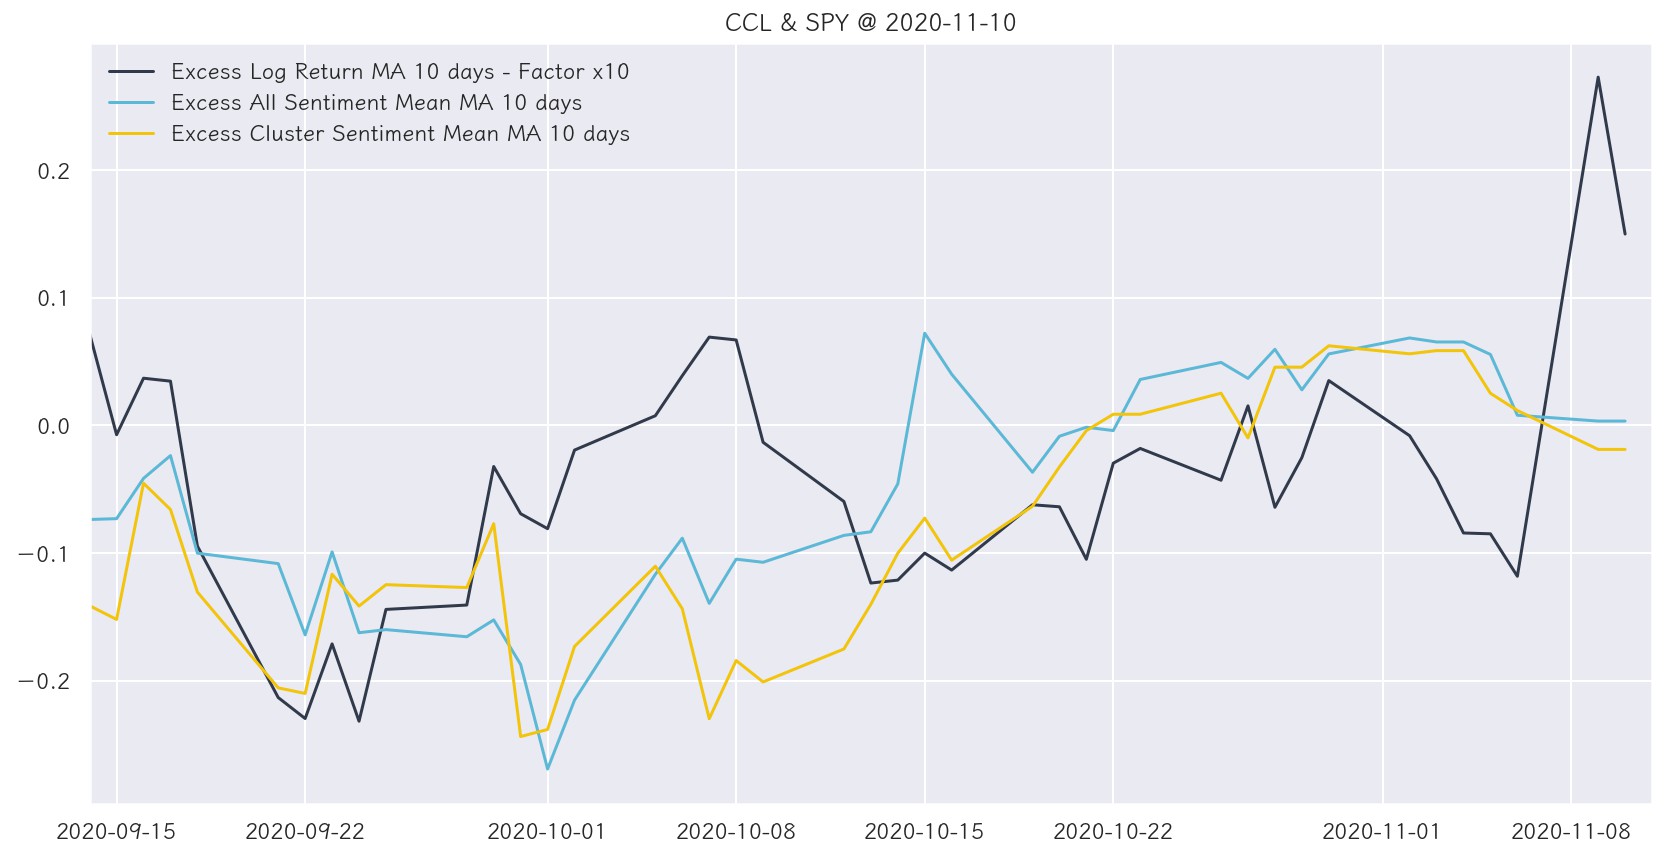 CCL & SPY @ 2020-11-10
Excess Log Return MA 10 days - Factor x10
Excess All Sentiment Mean MA 10 days
Excess Cluster Sentiment Mean MA 10 days
0.2
0.1
0.0
−0.1
−0.2
2020-09-15 2020-09-22 2020-10-01 2020-10-08 2020-10-15 2020-10-22 2020-11-01 2020-11-08